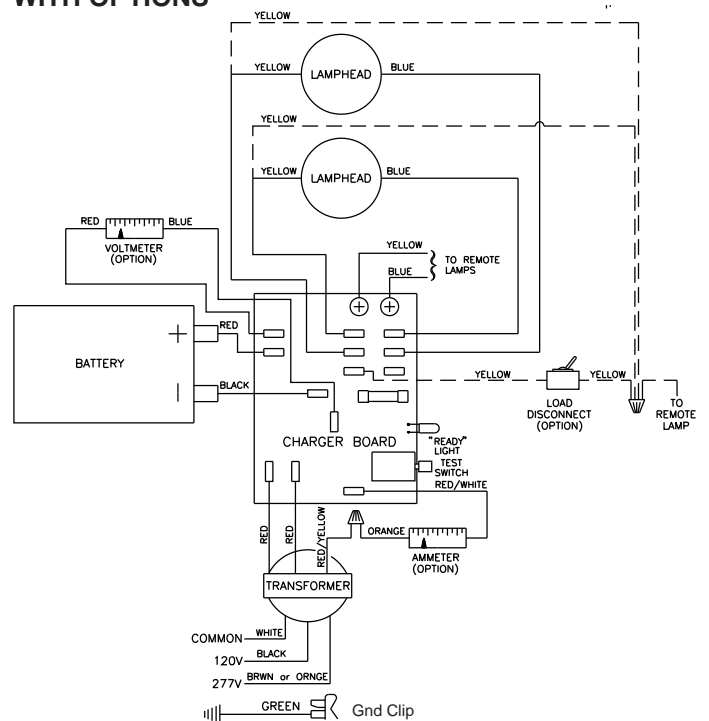 WITH OPTIONS
YELLOW
YELLOW
LAMPHEAD
BLUE
YELLOW
YELLOW
LAMPHEAD
BLUE
RED
BLUE
VOLTMETER
(OPTION)
YELLOW
BLUE
TO REMOTE
LAMPS
BATTERY
+
RED
–
BLACK
YELLOW
YELLOW
LOAD
DISCONNECT
(OPTION)
TO
REMOTE
LAMP
CHARGER BOARD
"READY"
LIGHT
TEST
SWITCH
RED/WHITE
RED
RED
RED/YELLOW
ORANGE
AMMETER
(OPTION)
TRANSFORMER
COMMON
WHITE
120V
BLACK
277V
BRWN or ORNGE
GREEN
Gnd Clip